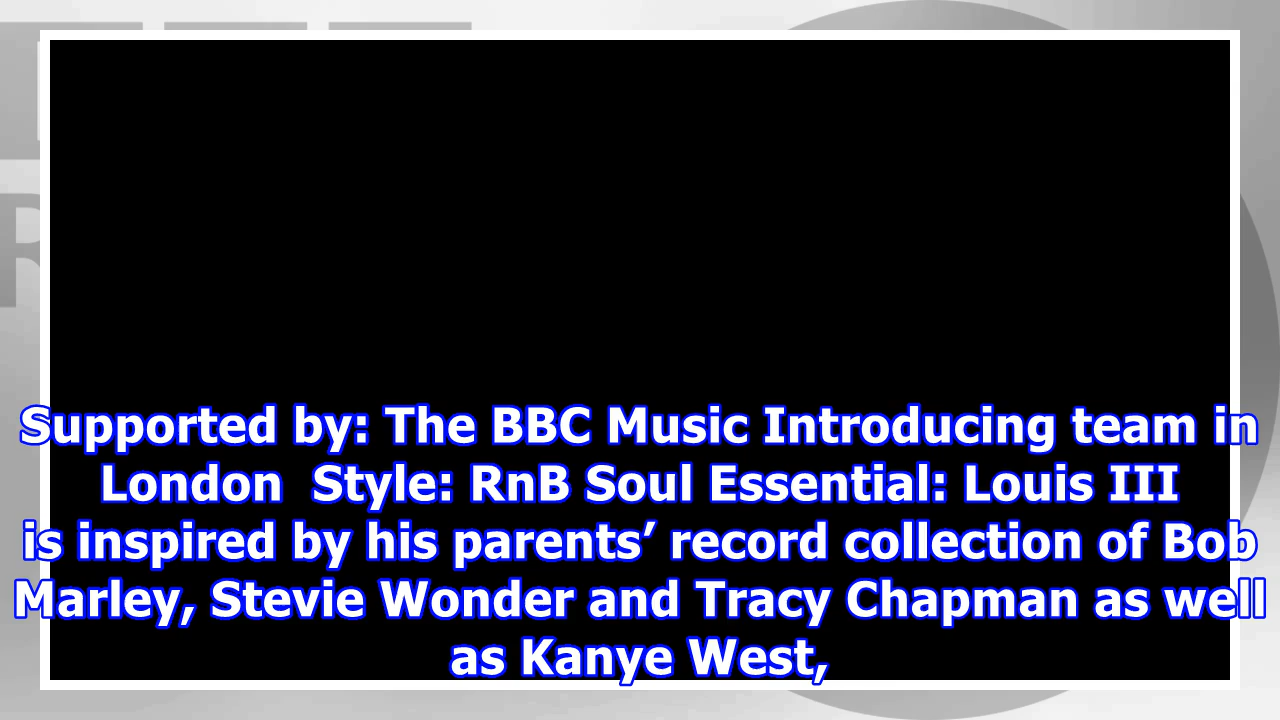 Supported by: The BBC Music Introducing team in
London  Style: RnB Soul Essential: Louis III
is inspired by his parents’ record collection of Bob
Marley, Stevie Wonder and Tracy Chapman as well
as Kanye West,